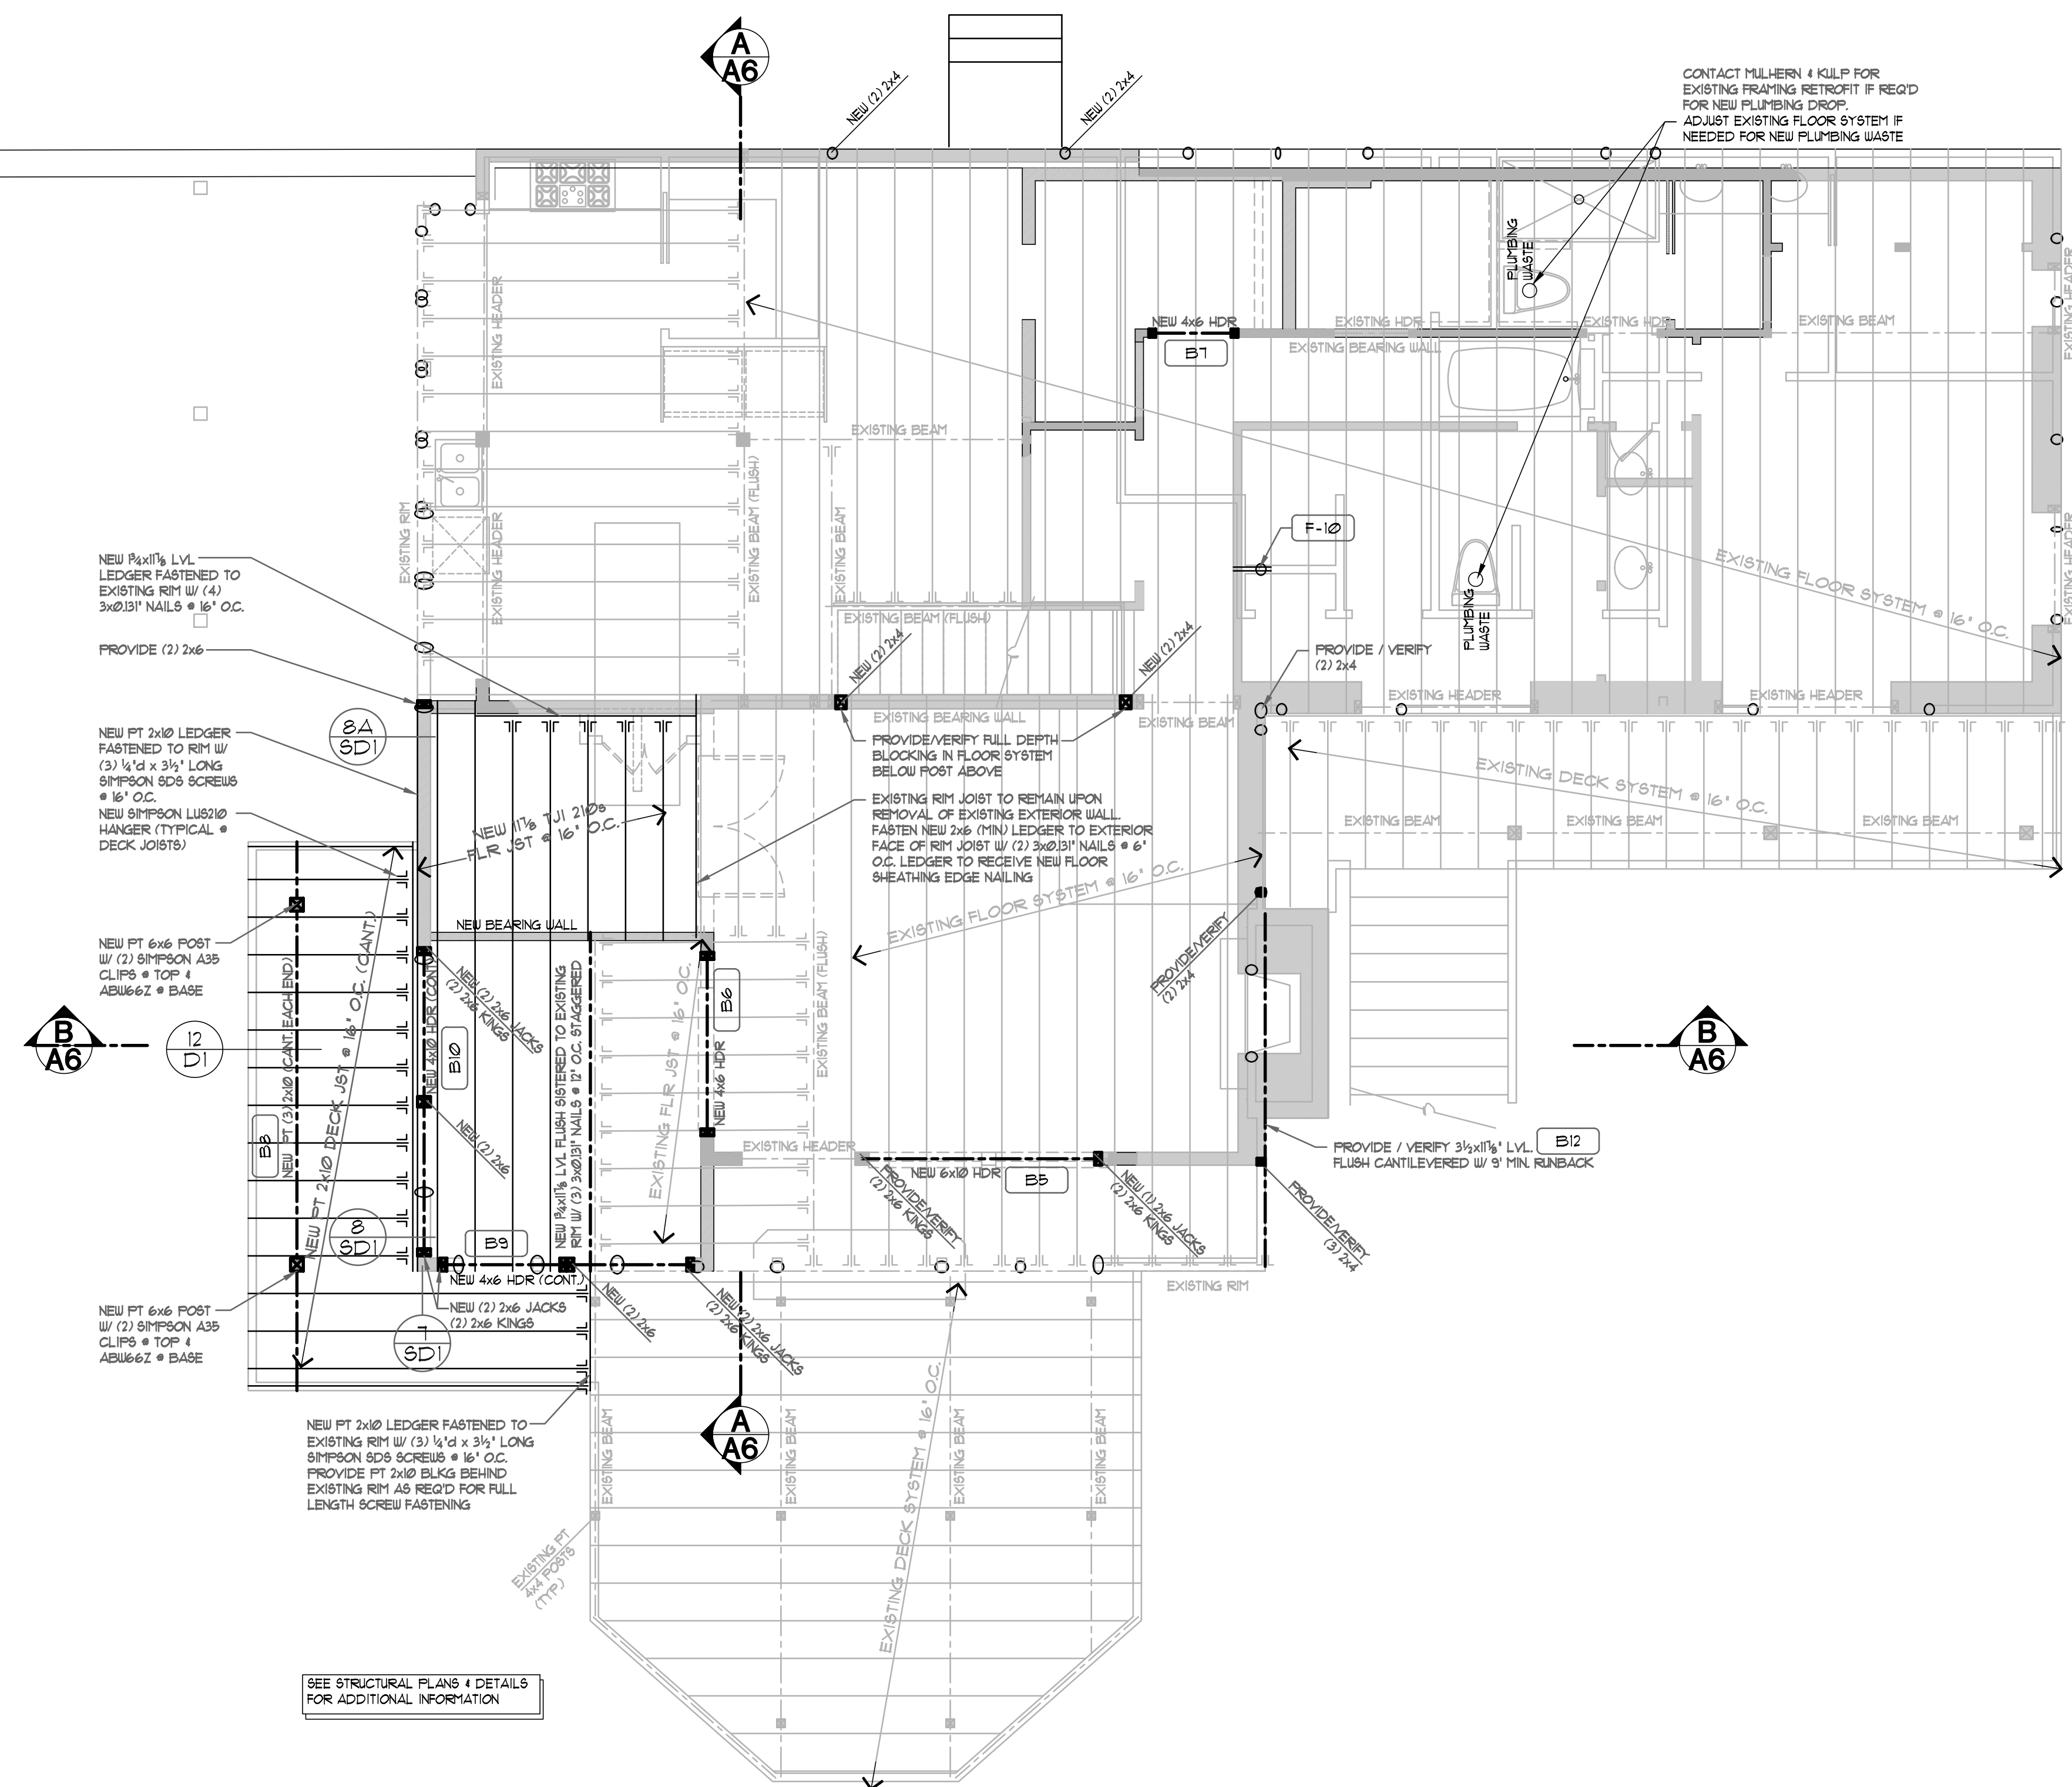 A
A6
NEW (2) 2x4
NEW (2) 2x4
CONTACT MULHERN & KULP FOR
EXISTING FRAMING RETROFIT IF REQ'D
FOR NEW PLUMBING DROP.
ADJUST EXISTING FLOOR SYSTEM IF
NEEDED FOR NEW PLUMBING WASTE
PLUMBING
WASTE
EXISTING HEADER
EXISTING HEADER
NEW 4x6 HDR
B7
EXISTING HDR
EXISTING HDR
EXISTING BEAM
EXISTING BEARING WALL
EXISTING BEAM
EXISTING BEAM (FLUSH)
EXISTING BEAM
EXISTING RIM
EXISTING HEADER
F-10
EXISTING FLOOR SYSTEM @ 16" O.C.
EXISTING HEADER
NEW 1¾x11⅞ LVL
LEDGER FASTENED TO
EXISTING RIM W/ (4)
3x0.131" NAILS @ 16" O.C.
EXISTING BEAM (FLUSH)
PLUMBING
WASTE
PROVIDE (2) 2x6
NEW (2) 2x4
NEW (2) 2x4
PROVIDE / VERIFY
(2) 2x4
EXISTING HEADER
EXISTING HEADER
EXISTING BEARING WALL
EXISTING BEAM
8A
SD1
NEW PT 2x10 LEDGER
FASTENED TO RIM W/
(3) ¼"d x 3½" LONG
SIMPSON SDS SCREWS
@ 16" O.C.
NEW SIMPSON LUS210
HANGER (TYPICAL @
DECK JOISTS)
PROVIDE/VERIFY FULL DEPTH
BLOCKING IN FLOOR SYSTEM
BELOW POST ABOVE
EXISTING RIM JOIST TO REMAIN UPON
REMOVAL OF EXISTING EXTERIOR WALL.
FASTEN NEW 2x6 (MIN) LEDGER TO EXTERIOR
FACE OF RIM JOIST W/ (2) 3x0.131" NAILS @ 6"
O.C. LEDGER TO RECEIVE NEW FLOOR
SHEATHING EDGE NAILING
EXISTING DECK SYSTEM @ 16" O.C.
EXISTING BEAM
EXISTING BEAM
EXISTING BEAM
NEW 11⅞ TJI 210s
FLR JST @ 16" O.C.
EXISTING FLOOR SYSTEM @ 16" O.C.
NEW BEARING WALL
NEW PT 6x6 POST
W/ (2) SIMPSON A35
CLIPS @ TOP &
ABW66Z @ BASE
NEW (2) 2x6 JACKS
(2) 2x6 KINGS
PROVIDE/VERIFY
(2) 2x4
B6
NEW 4x6 HDR
EXISTING BEAM (FLUSH)
EXISTING FLR JST @ 16" O.C.
NEW 1¾x11⅞ LVL FLUSH SISTERED TO EXISTING
RIM W/ (3) 3x0.131" NAILS @ 12" O.C. STAGGERED
NEW 4x10 HDR (CONT.)
B10
B
A6
12
D1
B
A6
NEW PT (3) 2x10 (CANT. EACH END)
B8
NEW PT 2x10 DECK JST @ 16" O.C. (CANT.)
NEW (2) 2x6
EXISTING HEADER
NEW 6x10 HDR
B5
PROVIDE / VERIFY 3½x11⅞" LVL.
FLUSH CANTILEVERED W/ 9' MIN. RUNBACK
B12
PROVIDE/VERIFY
(2) 2x6 KINGS
NEW (1) 2x6 JACKS
(2) 2x6 KINGS
PROVIDE/VERIFY
(3) 2x4
8
SD1
B9
NEW 4x6 HDR (CONT.)
EXISTING RIM
NEW PT 6x6 POST
W/ (2) SIMPSON A35
CLIPS @ TOP &
ABW66Z @ BASE
NEW (2) 2x6 JACKS
(2) 2x6 KINGS
7
SD1
NEW (2) 2x6
NEW (2) 2x6 JACKS
(2) 2x6 KINGS
A
A6
NEW PT 2x10 LEDGER FASTENED TO
EXISTING RIM W/ (3) ¼"d x 3½" LONG
SIMPSON SDS SCREWS @ 16" O.C.
PROVIDE PT 2x10 BLKG BEHIND
EXISTING RIM AS REQ'D FOR FULL
LENGTH SCREW FASTENING
EXISTING BEAM
EXISTING BEAM
EXISTING BEAM
EXISTING BEAM
EXISTING DECK SYSTEM @ 16" O.C.
EXISTING PT
4x4 POSTS
(TYP.)
SEE STRUCTURAL PLANS & DETAILS
FOR ADDITIONAL INFORMATION